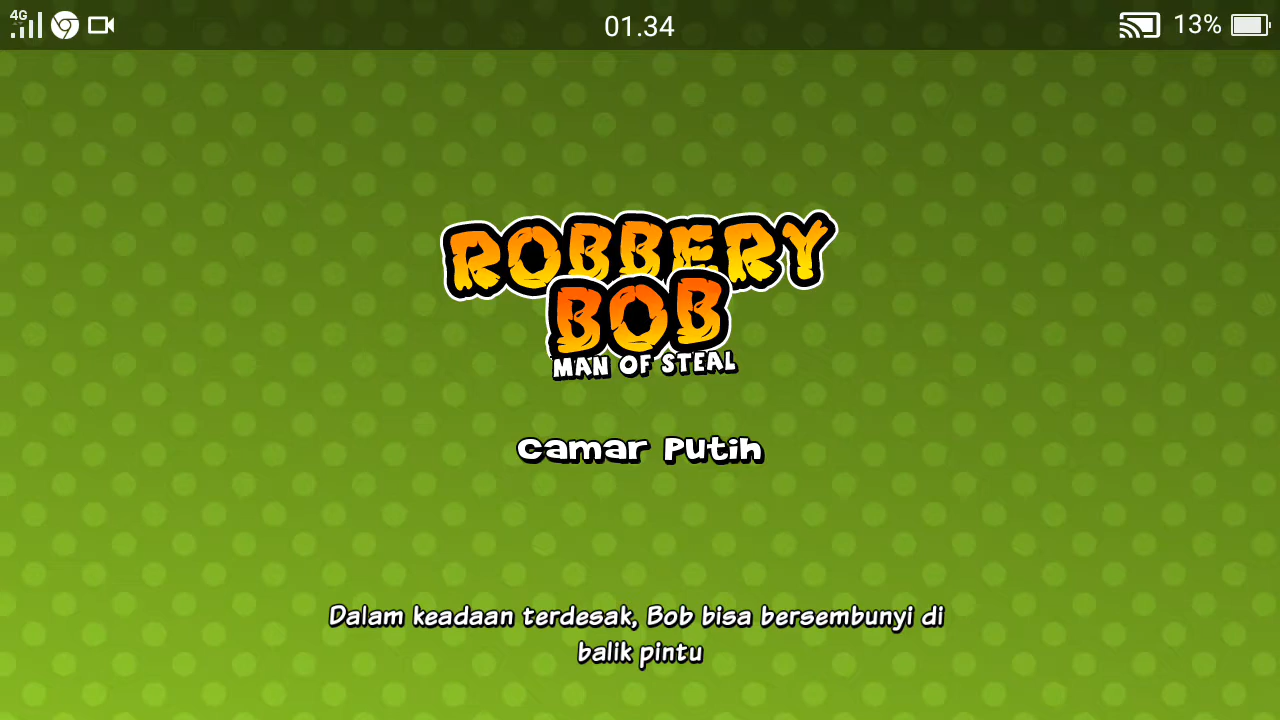 4G 01.34 13%
ROBBERY
BOB
MAN OF STEAL
Camar Putih
Dalam keadaan terdesak, Bob bisa bersembunyi di
balik pintu